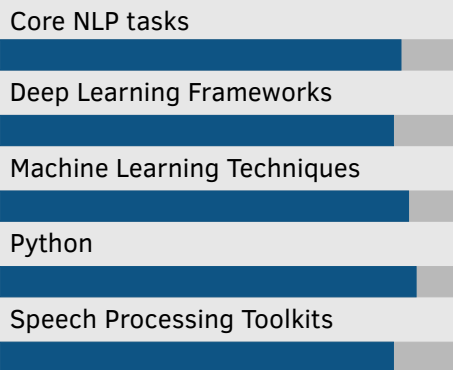 Core NLP tasks
Deep Learning Frameworks
Machine Learning Techniques
Python
Speech Processing Toolkits